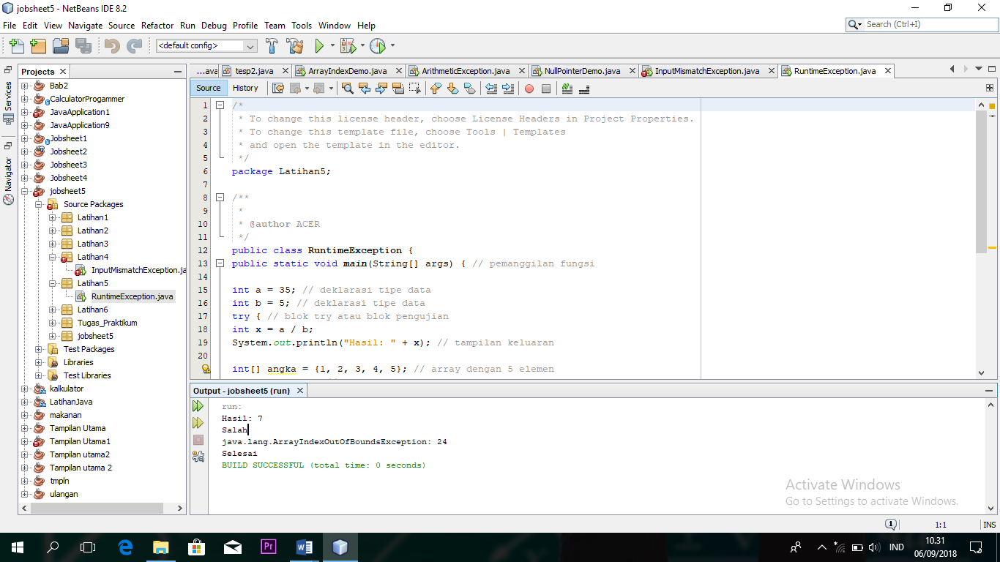 jobsheet5 - NetBeans IDE 8.2
File Edit View Navigate Source Refactor Run Debug Profile Team Tools Window Help
Search (Ctrl+I)
<default config>
Projects
...ava tesp2.java ArrayIndexDemo.java ArithmeticException.java NullPointerDemo.java InputMismatchException.java RuntimeException.java
Services
Navigator
Bab2
CalculatorProgammer
JavaApplication1
JavaApplication9
Jobsheet1
Jobsheet2
Jobsheet3
Jobsheet4
jobsheet5
Source Packages
Latihan1
Latihan2
Latihan3
Latihan4
InputMismatchException.ja
Latihan5
RuntimeException.java
Latihan6
Tugas_Praktikum
jobsheet5
Test Packages
Libraries
Test Libraries
kalkulator
LatihanJava
makanan
Tampilan Utama
Tampilan Utama1
Tampilan utama2
Tampilan utama 2
tmpln
ulangan
Source History
1 /*
2 * To change this license header, choose License Headers in Project Properties.
3 * To change this template file, choose Tools | Templates
4 * and open the template in the editor.
5 */
6 package Latihan5;
7
8 /**
9 *
10 * @author ACER
11 */
12 public class RuntimeException {
13 public static void main(String[] args) { // pemanggilan fungsi
14
15 int a = 35; // deklarasi tipe data
16 int b = 5; // deklarasi tipe data
17 try { // blok try atau blok pengujian
18 int x = a / b;
19 System.out.println("Hasil: " + x); // tampilan keluaran
20
int[] angka = {1, 2, 3, 4, 5}; // array dengan 5 elemen
Output - jobsheet5 (run)
run:
Hasil: 7
Salah
java.lang.ArrayIndexOutOfBoundsException: 24
Selesai
BUILD SUCCESSFUL (total time: 0 seconds)
Activate Windows
Go to Settings to activate Windows.
1 1:1 INS
Pr
IND
10.31
06/09/2018